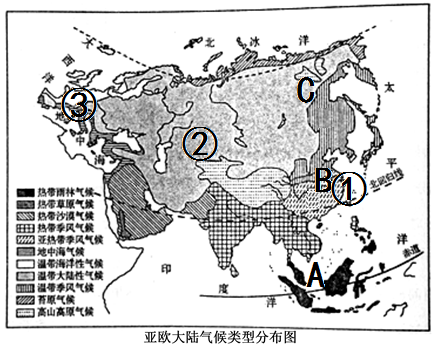 北 冰 洋
大
西
洋
C
太
平
洋
③
②
地
中
海
B
①
北回归线
热带雨林气候
热带草原气候
热带沙漠气候
热带季风气候
亚热带季风气候
地中海气候
温带海洋性气候
温带大陆性气候
温带季风气候
苔原气候
高山高原气候
A
赤道
印 度 洋
亚欧大陆气候类型分布图